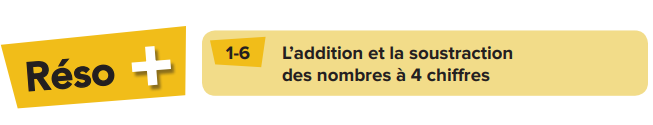 Réso +
1-6 L’addition et la soustraction
des nombres à 4 chiffres